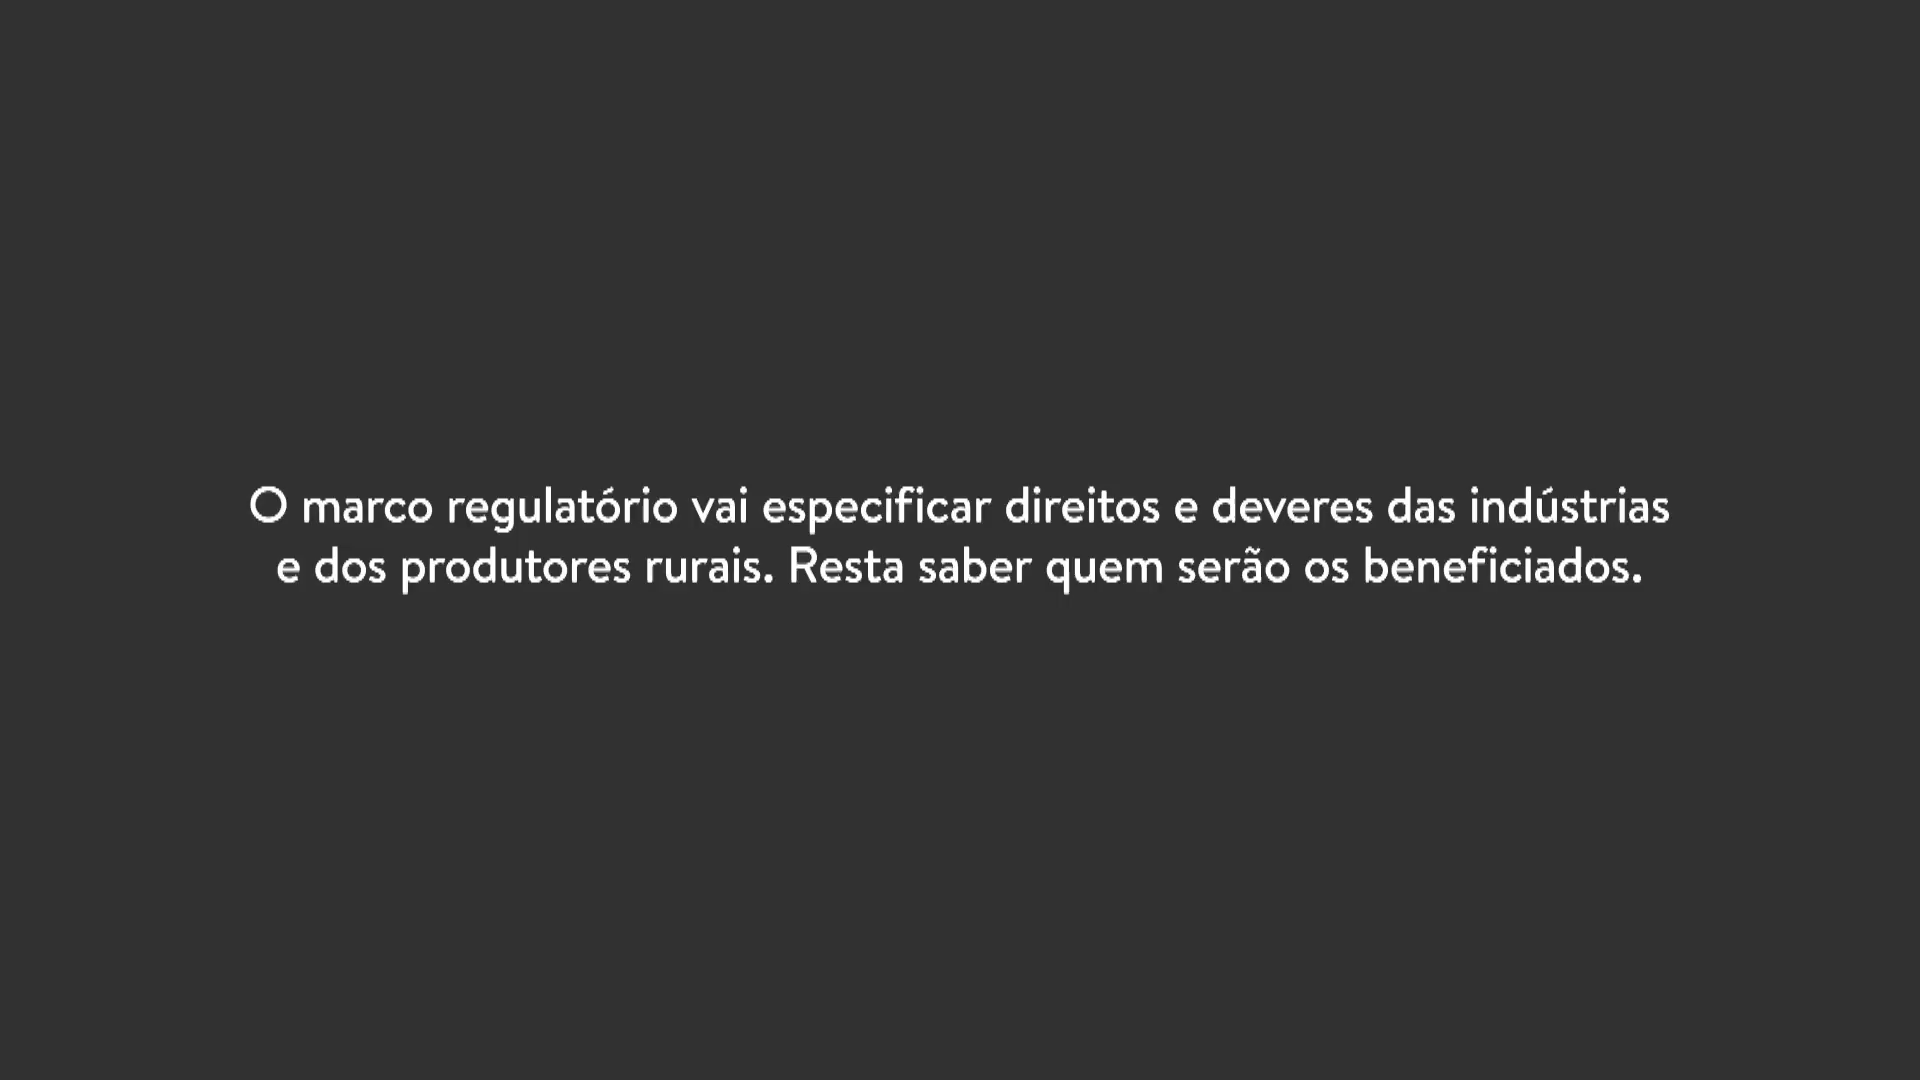 O marco regulatório vai especificar direitos e deveres das indústrias
e dos produtores rurais. Resta saber quem serão os beneficiados.